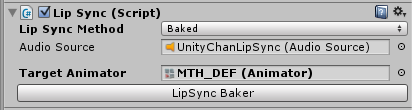 Lip Sync (Script)
Lip Sync Method Baked
Audio Source UnityChanLipSync (Audio Source)
Target Animator MTH_DEF (Animator)
LipSync Baker